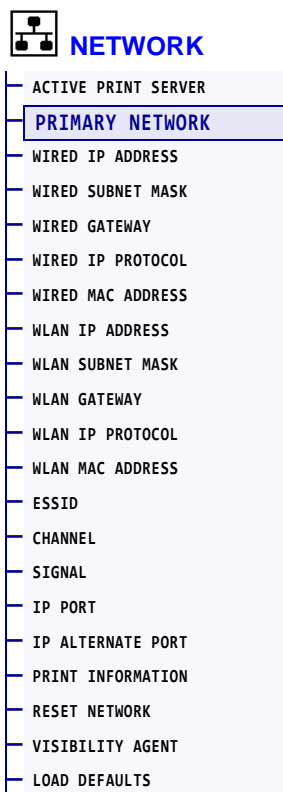 NETWORK
ACTIVE PRINT SERVER
PRIMARY NETWORK
WIRED IP ADDRESS
WIRED SUBNET MASK
WIRED GATEWAY
WIRED IP PROTOCOL
WIRED MAC ADDRESS
WLAN IP ADDRESS
WLAN SUBNET MASK
WLAN GATEWAY
WLAN IP PROTOCOL
WLAN MAC ADDRESS
ESSID
CHANNEL
SIGNAL
IP PORT
IP ALTERNATE PORT
PRINT INFORMATION
RESET NETWORK
VISIBILITY AGENT
LOAD DEFAULTS